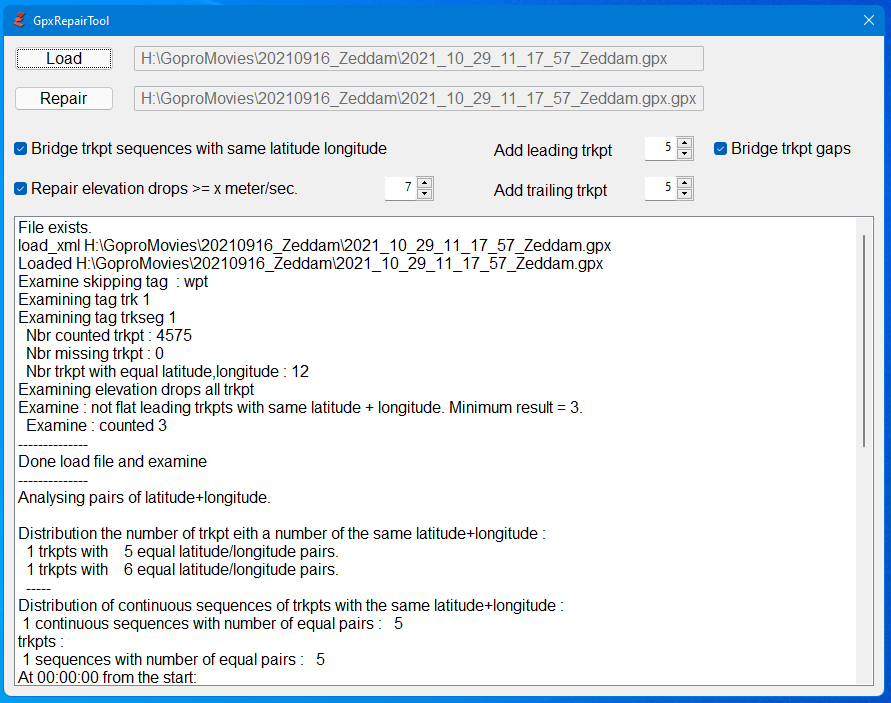 GpxRepairTool
Load H:\GoproMovies\20210916_Zeddam\2021_10_29_11_17_57_Zeddam.gpx
Repair H:\GoproMovies\20210916_Zeddam\2021_10_29_11_17_57_Zeddam.gpx.gpx
Bridge trkpt sequences with same latitude longitude Add leading trkpt 5 Bridge trkpt gaps
Repair elevation drops >= x meter/sec. 7 Add trailing trkpt 5
File exists.
load_xml H:\GoproMovies\20210916_Zeddam\2021_10_29_11_17_57_Zeddam.gpx
Loaded H:\GoproMovies\20210916_Zeddam\2021_10_29_11_17_57_Zeddam.gpx
Examine skipping tag  : wpt
Examining tag trk 1
Examining tag trkseg 1
  Nbr counted trkpt : 4575
  Nbr missing trkpt : 0
  Nbr trkpt with equal latitude,longitude : 12
Examining elevation drops all trkpt
Examine : not flat leading trkpts with same latitude + longitude. Minimum result = 3.
  Examine : counted 3
--------------
Done load file and examine
--------------
Analysing pairs of latitude+longitude.
Distribution the number of trkpt eith a number of the same latitude+longitude :
  1 trkpts with    5 equal latitude/longitude pairs.
  1 trkpts with    6 equal latitude/longitude pairs.
  -----
Distribution of continuous sequences of trkpts with the same latitude+longitude :
 1 continuous sequences with number of equal pairs :   5
trkpts :
 1 sequences with number of equal pairs :   5
At 00:00:00 from the start: